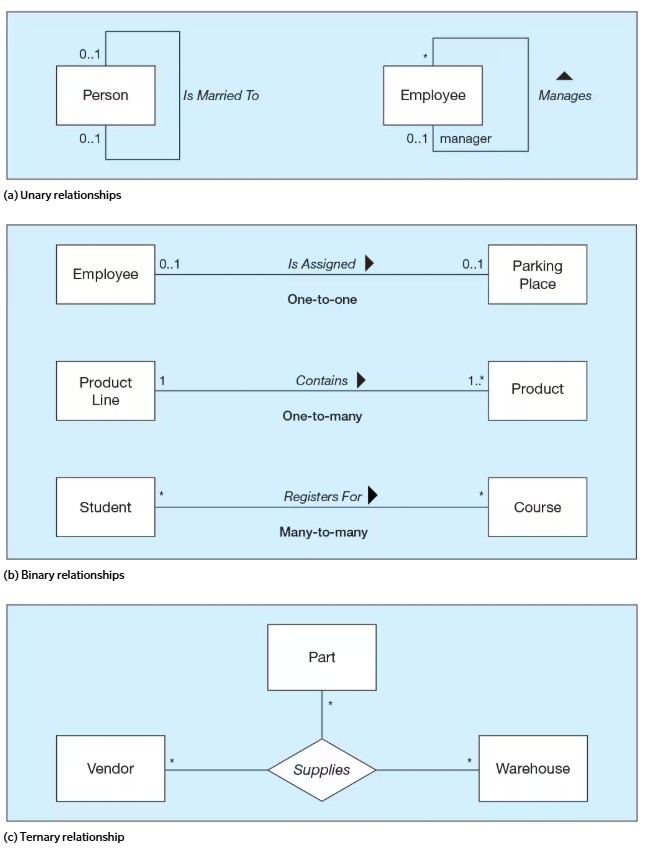 0..1
Person
Is Married To
0..1
*
Employee
Manages
0..1 manager
(a) Unary relationships
Employee
0..1
Is Assigned
0..1
Parking
Place
One-to-one
Product
Line
1
Contains
1..*
Product
One-to-many
Student
*
Registers For
*
Course
Many-to-many
(b) Binary relationships
Part
*
Vendor
*
Supplies
*
Warehouse
(c) Ternary relationship